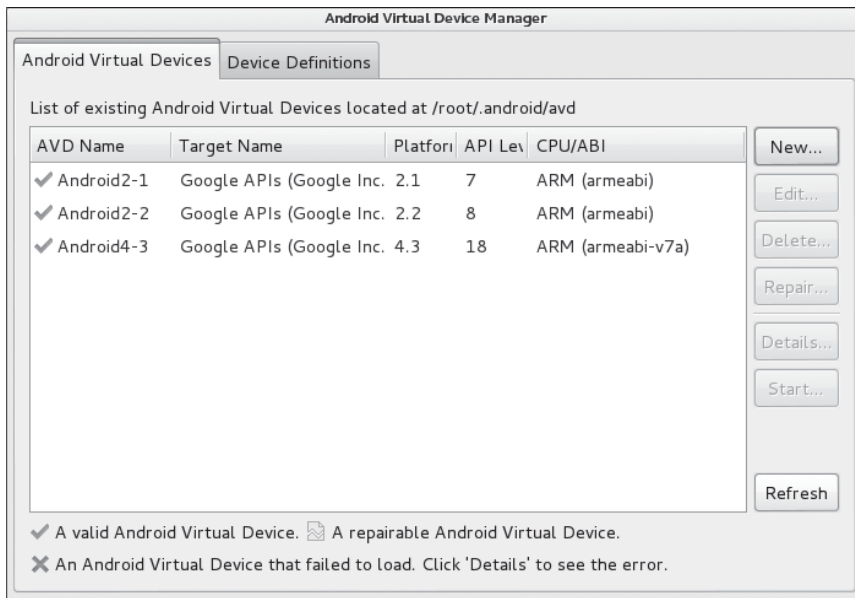 Android Virtual Device Manager
Android Virtual Devices
Device Definitions
List of existing Android Virtual Devices located at /root/.android/avd
AVD Name Target Name Platforı API Lev CPU/ABI
Android2-1 Google APIs (Google Inc. 2.1 7 ARM (armeabi)
Android2-2 Google APIs (Google Inc. 2.2 8 ARM (armeabi)
Android4-3 Google APIs (Google Inc. 4.3 18 ARM (armeabi-v7a)
New...
Edit...
Delete...
Repair...
Details...
Start...
Refresh
A valid Android Virtual Device. A repairable Android Virtual Device.
An Android Virtual Device that failed to load. Click 'Details' to see the error.